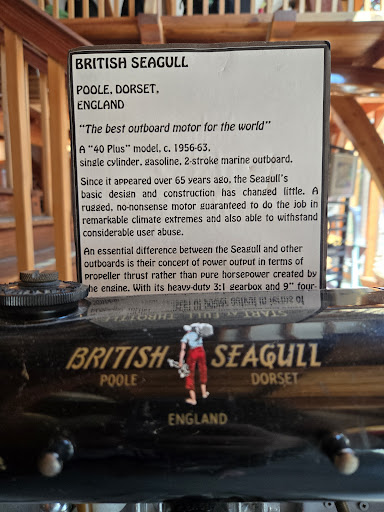 BRITISH SEAGULL
POOLE, DORSET,
ENGLAND
"The best outboard motor for the world"
A "40 Plus" model, c. 1956-63,
single cylinder, gasoline, 2-stroke marine outboard.
Since it appeared over 65 years ago, the Seagull's
basic design and construction has changed little. A
rugged, no-nonsense motor guaranteed to do the job in
remarkable climate extremes and also able to withstand
considerable user abuse.
An essential difference between the Seagull and other
outboards is their concept of power output in terms of
propeller thrust rather than pure horsepower created by
the engine. With its heavy-duty 3:1 gearbox and 9" four-
BRITISH SEAGULL
POOLE DORSET
ENGLAND